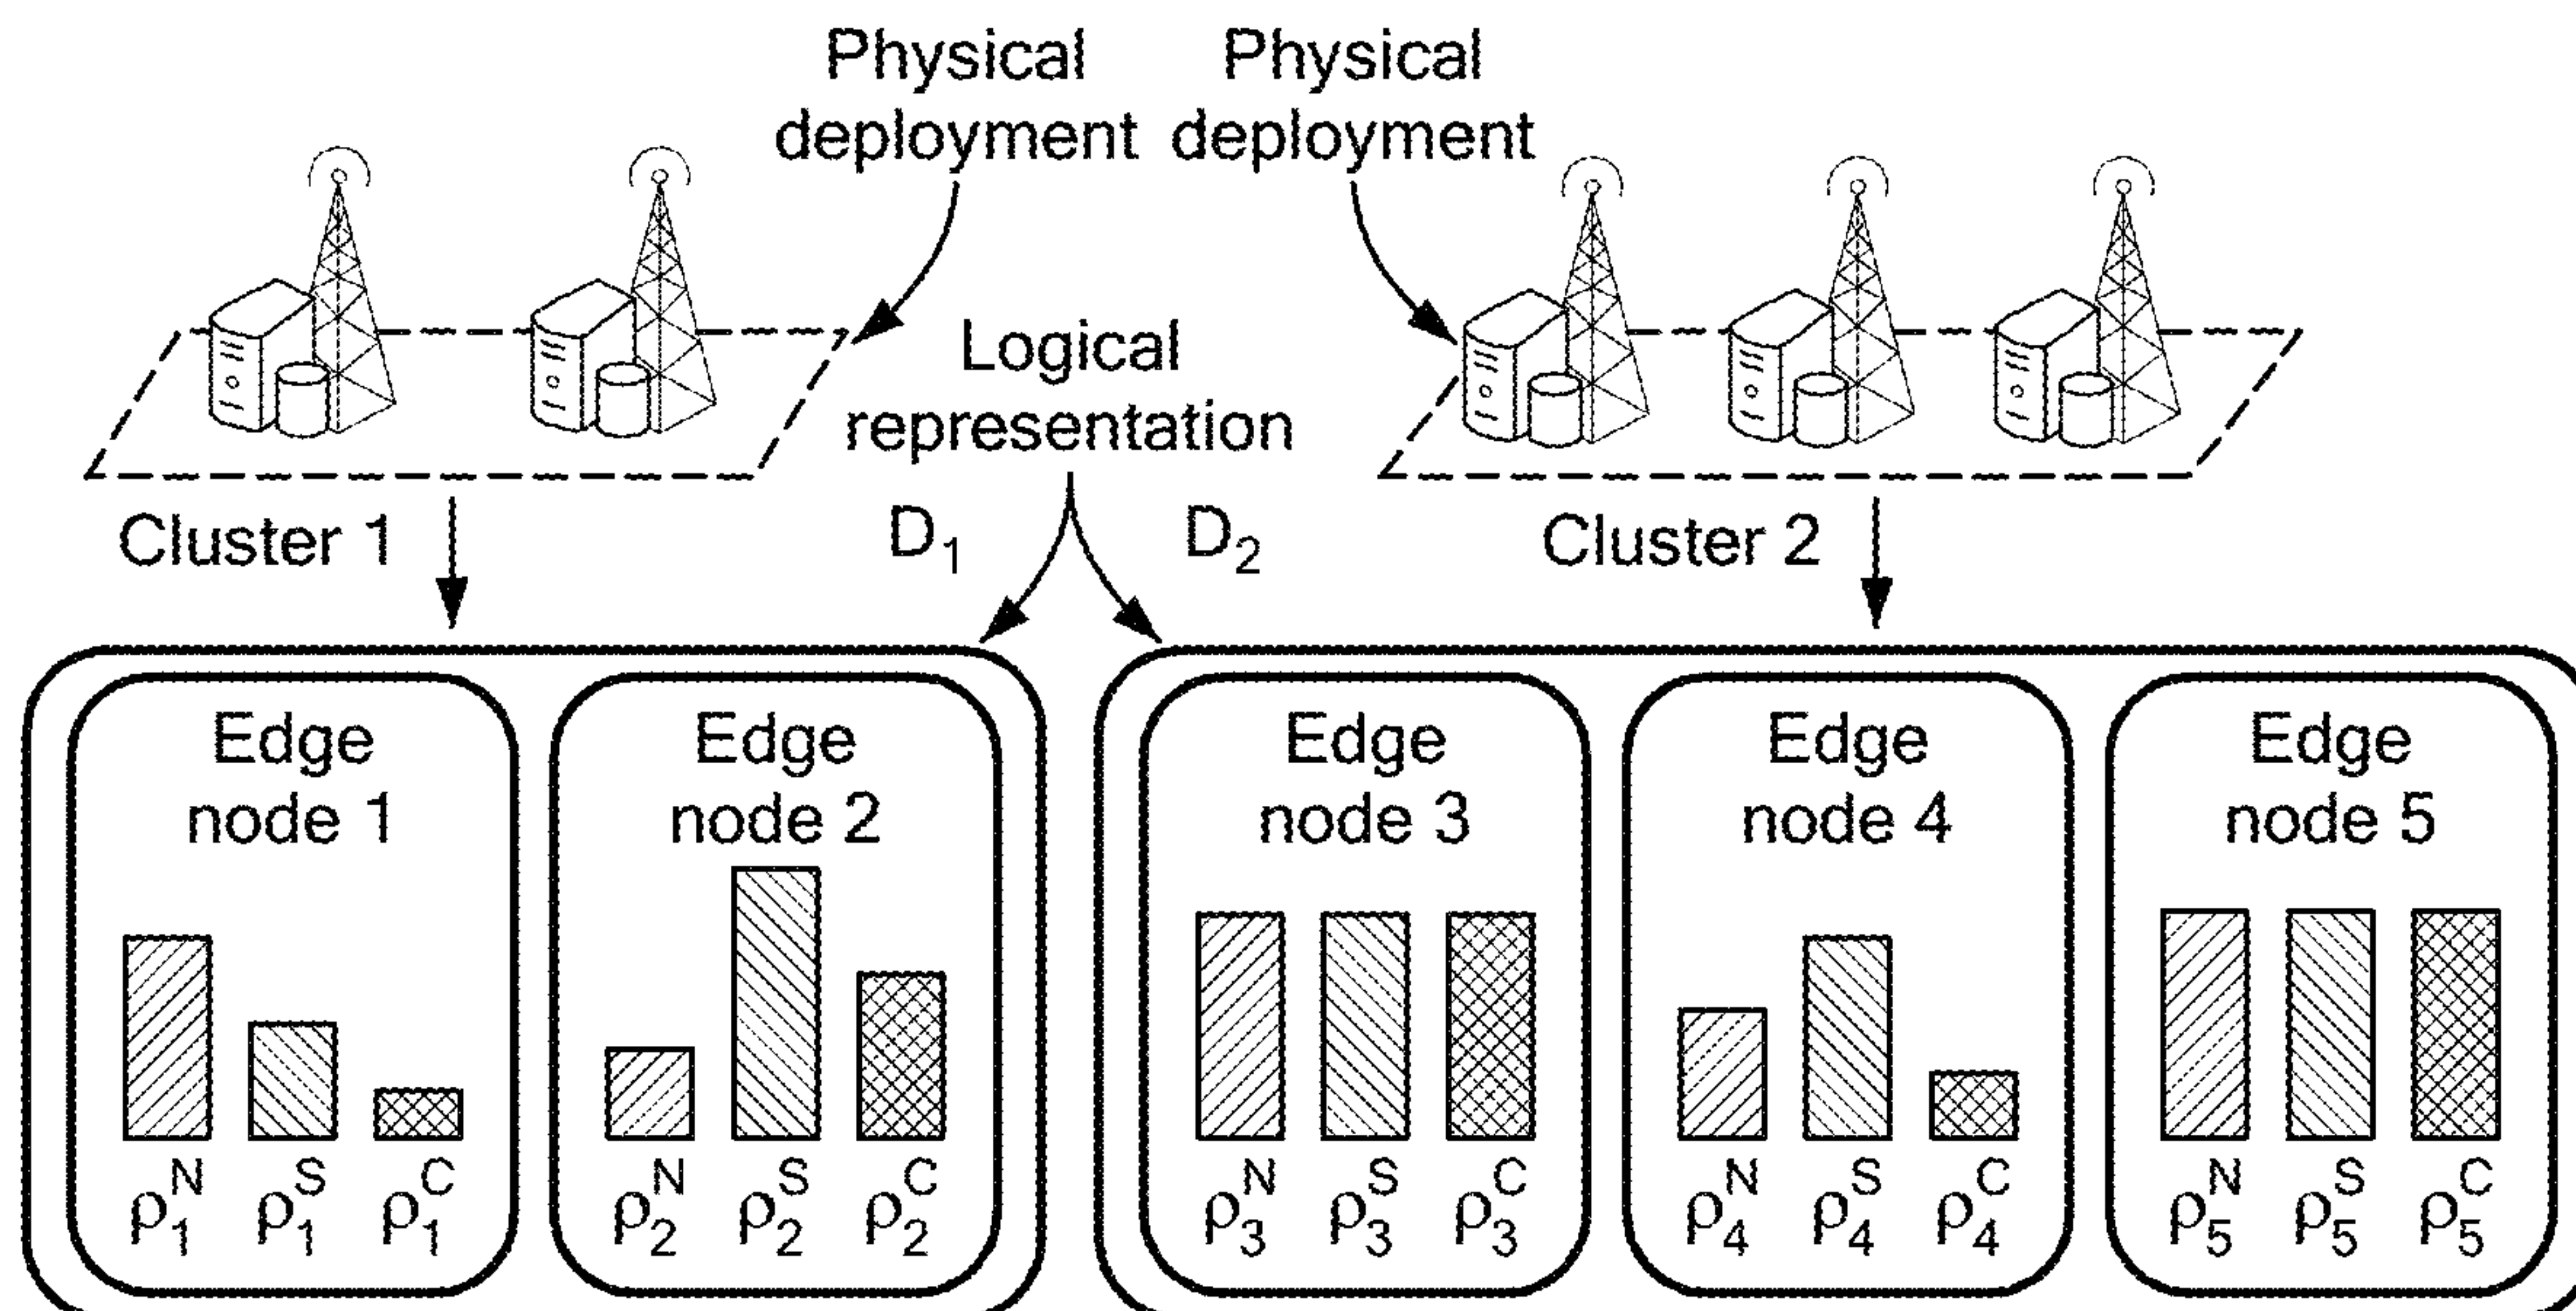 Physical
deployment
Physical
deployment
Logical
representation
Cluster 1
D₁
D₂
Cluster 2
Edge
node 1
Edge
node 2
Edge
node 3
Edge
node 4
Edge
node 5
ρ₁ᴺ ρ₁ˢ ρ₁ᶜ
ρ₂ᴺ ρ₂ˢ ρ₂ᶜ
ρ₃ᴺ ρ₃ˢ ρ₃ᶜ
ρ₄ᴺ ρ₄ˢ ρ₄ᶜ
ρ₅ᴺ ρ₅ˢ ρ₅ᶜ